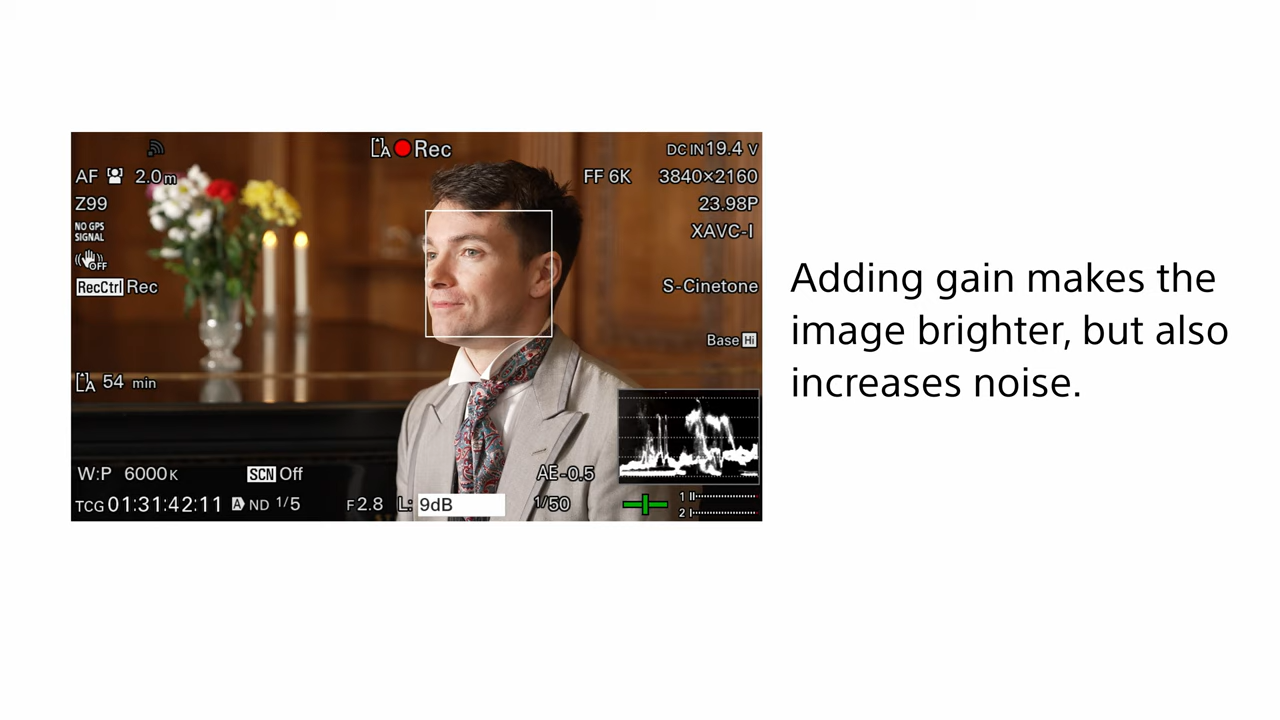 [A Rec
DC IN 19.4 V
AF 2.0m
FF 6K 3840×2160
Z99
23.98P
NO GPS
SIGNAL
XAVC-I
OFF
RecCtrl Rec
S-Cinetone
Base Hi
[A 54 min
W:P 6000K SCN Off AE-0.5
TCG 01:31:42:11 A ND 1/5 F2.8 L: 9dB 1/50
1
2
Adding gain makes the
image brighter, but also
increases noise.